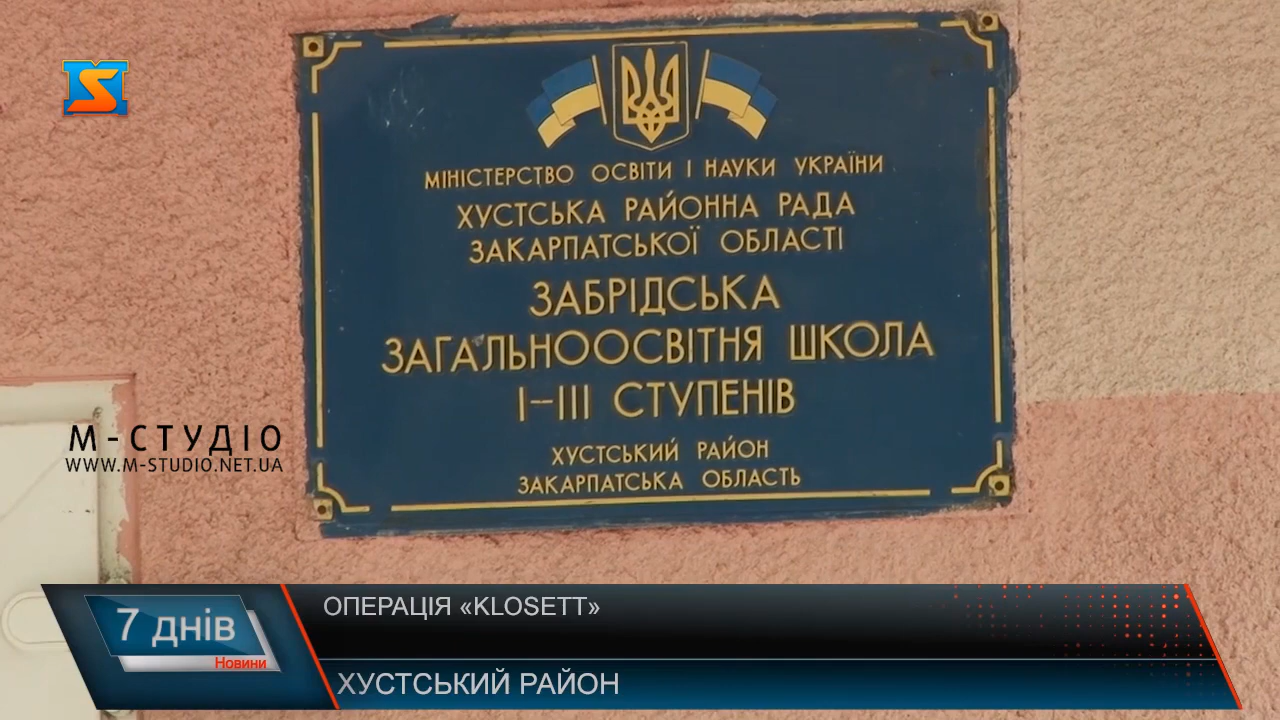 МІНІСТЕРСТВО ОСВІТИ І НАУКИ УКРАЇНИ
ХУСТСЬКА РАЙОННА РАДА
ЗАКАРПАТСЬКОЇ ОБЛАСТІ
ЗАБРІДСЬКА
ЗАГАЛЬНООСВІТНЯ ШКОЛА
І–ІІІ СТУПЕНІВ
ХУСТСЬКИЙ РАЙОН
ЗАКАРПАТСЬКА ОБЛАСТЬ
М-СТУДІО
WWW.M-STUDIO.NET.UA
7 днів
Новини
ОПЕРАЦІЯ «KLOSETT»
ХУСТСЬКИЙ РАЙОН